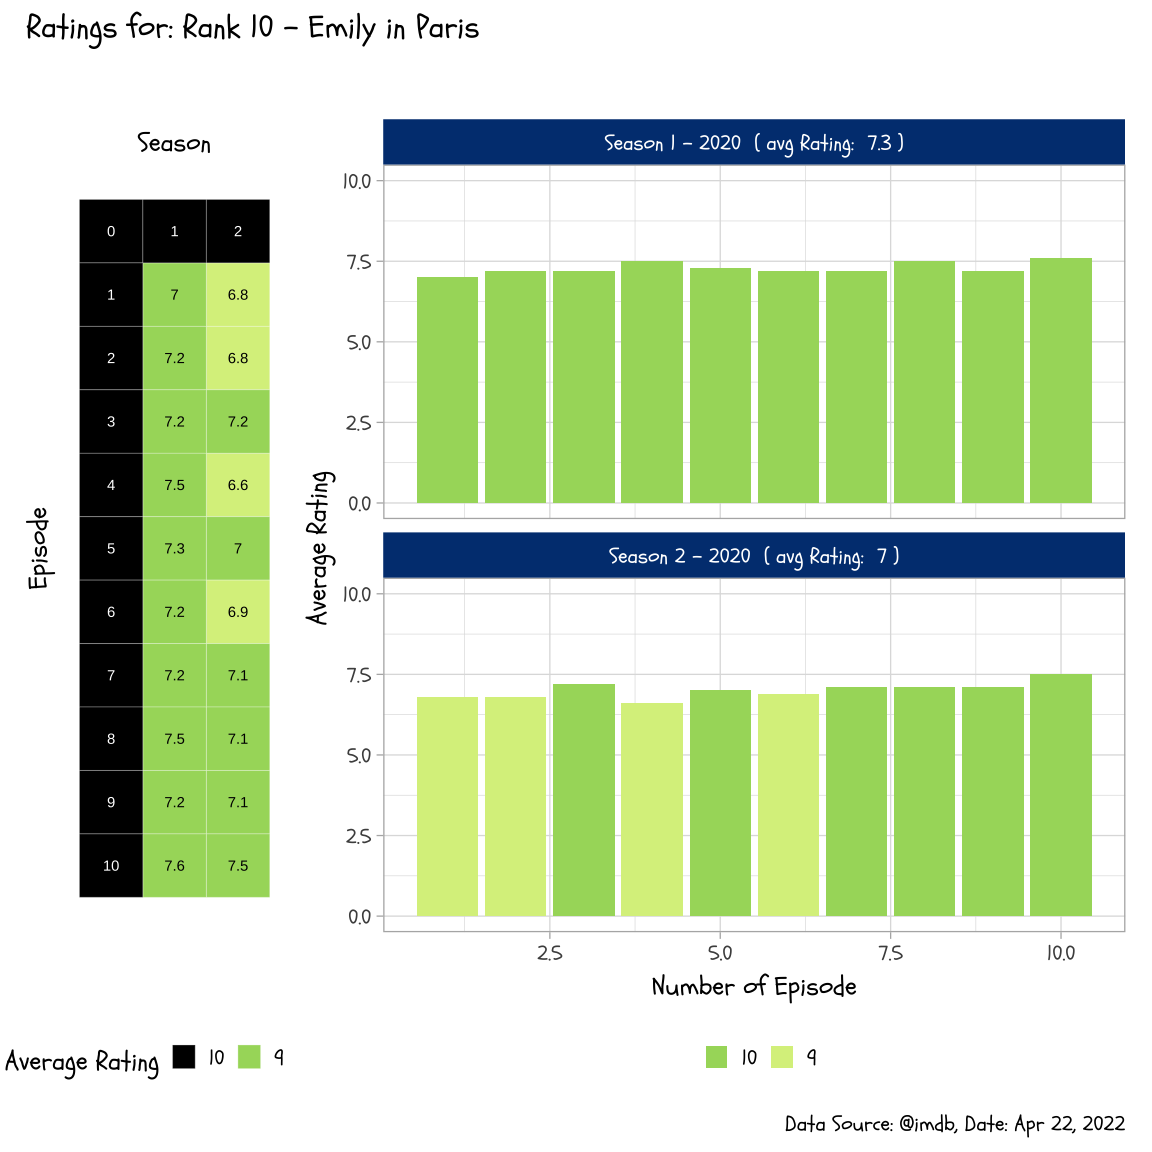 Ratings for: Rank 10 - Emily in Paris
Season
0 1 2
1 7 6.8
2 7.2 6.8
3 7.2 7.2
4 7.5 6.6
5 7.3 7
6 7.2 6.9
7 7.2 7.1
8 7.5 7.1
9 7.2 7.1
10 7.6 7.5
Episode
Average Rating 10 9
Season 1 - 2020 ( avg Rating: 7.3 )
10.0
7.5
5.0
2.5
0.0
Average Rating
Season 2 - 2020 ( avg Rating: 7 )
10.0
7.5
5.0
2.5
0.0
2.5 5.0 7.5 10.0
Number of Episode
10 9
Data Source: @imdb, Date: Apr 22, 2022